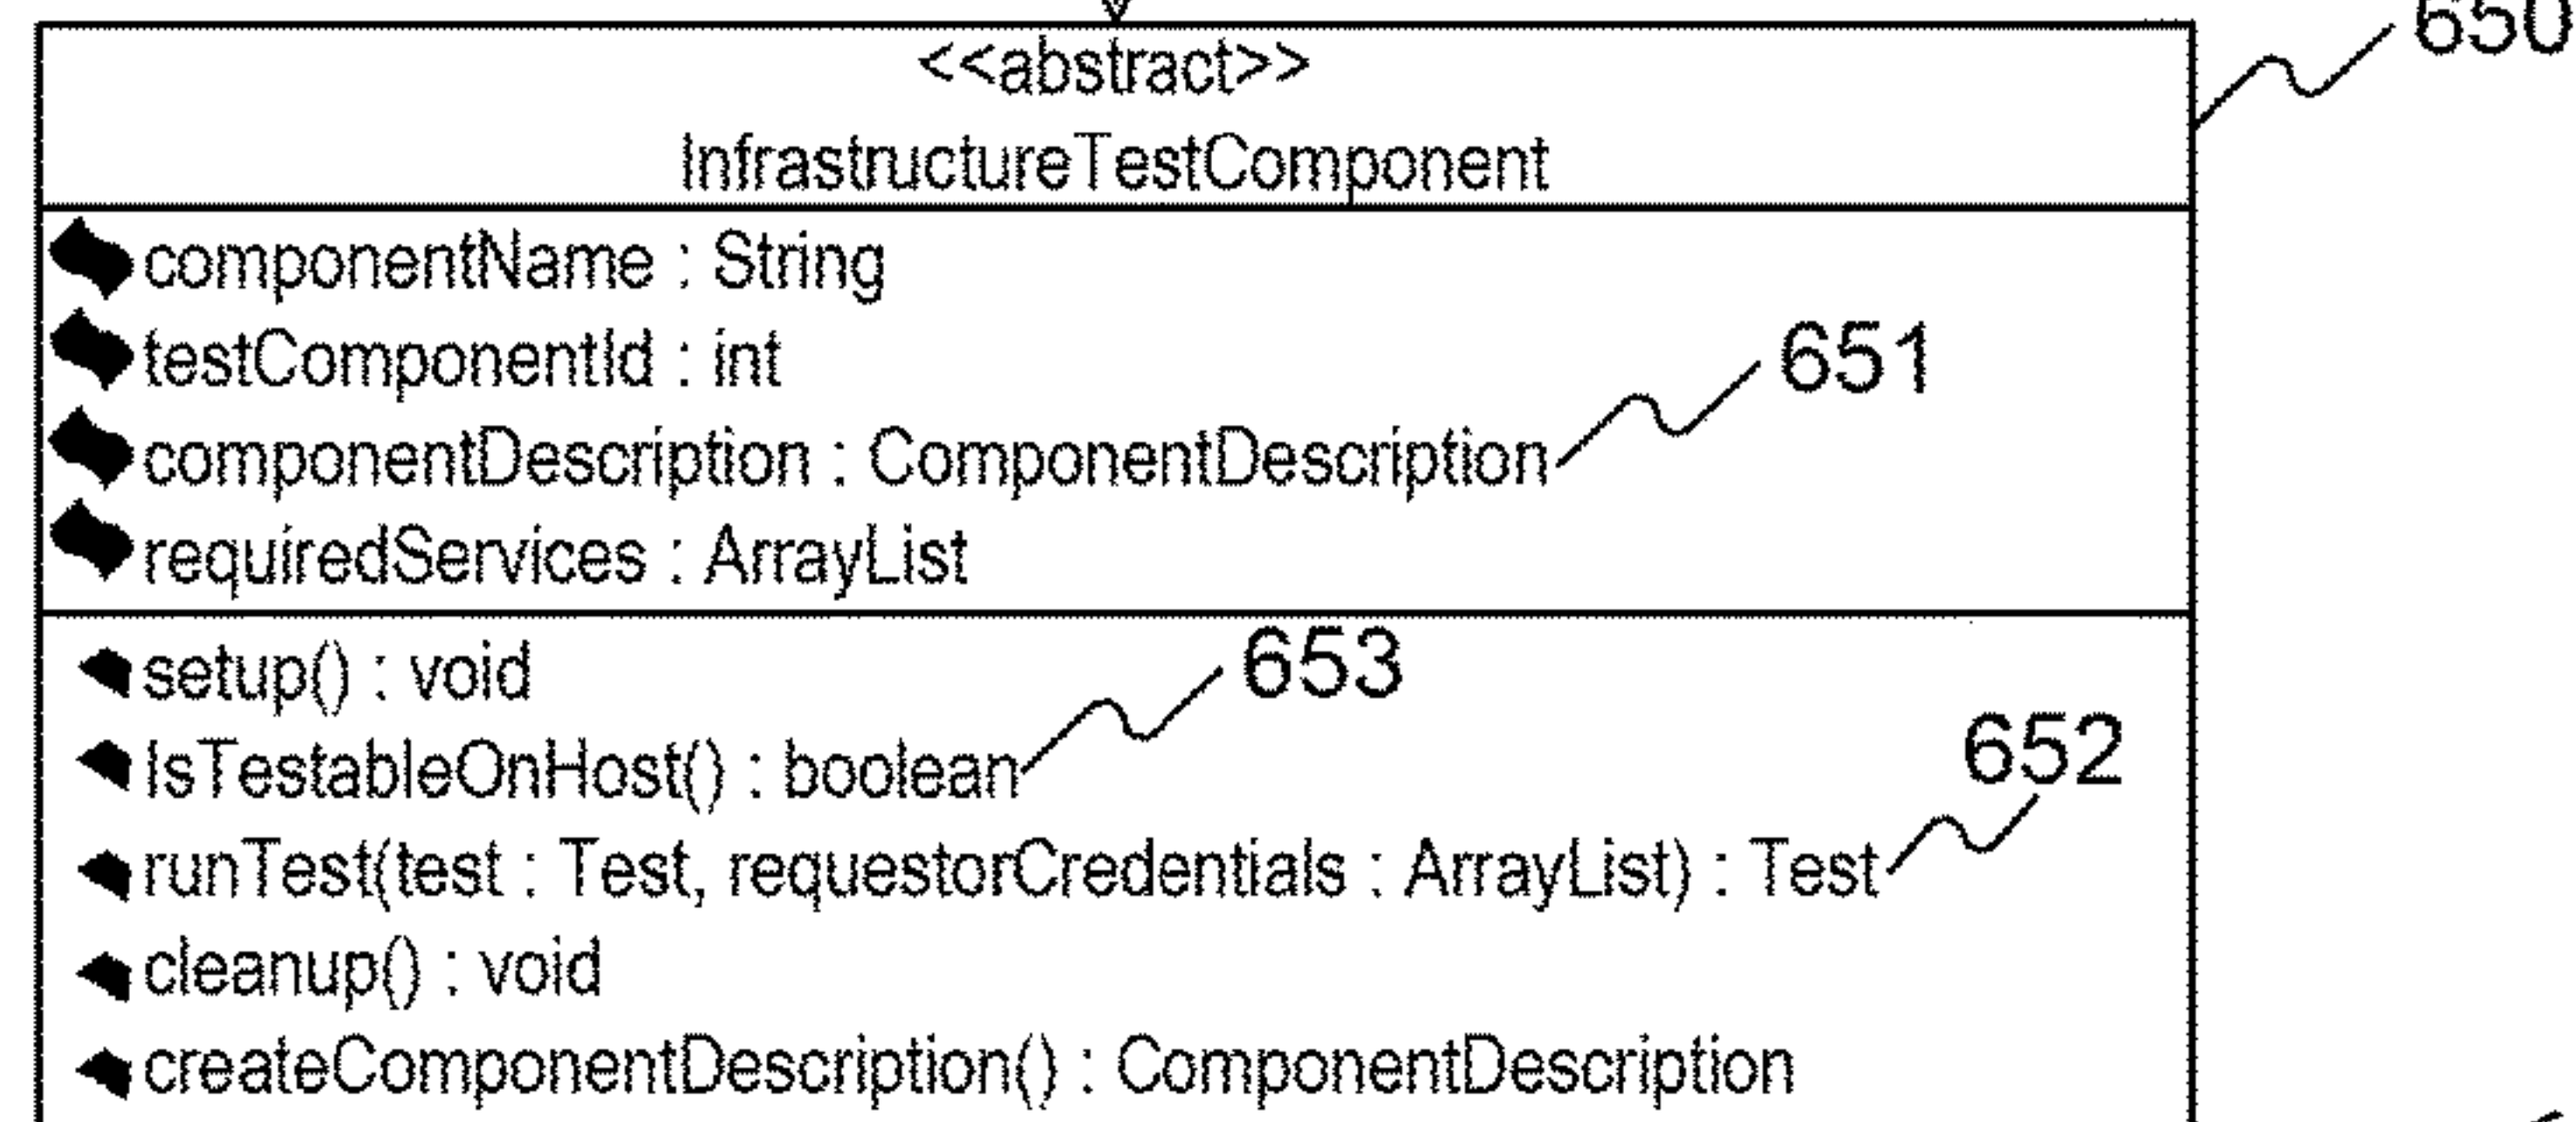 650
<<abstract>>
InfrastructureTestComponent
componentName : String
testComponentId : int
651
componentDescription : ComponentDescription
requiredServices : ArrayList
setup() : void
653
IsTestableOnHost() : boolean
652
runTest(test : Test, requestorCredentials : ArrayList) : Test
cleanup() : void
createComponentDescription() : ComponentDescription